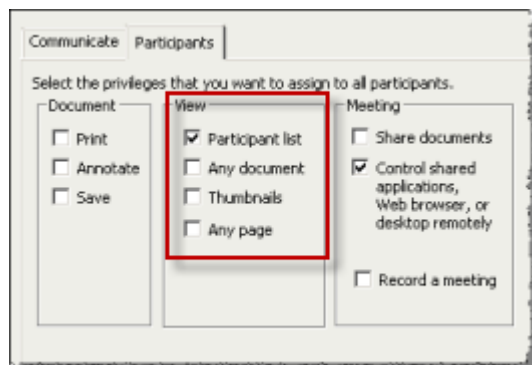 Communicate Participants
Select the privileges that you want to assign to all participants.
Document
Print
Annotate
Save
View
Participant list
Any document
Thumbnails
Any page
Meeting
Share documents
Control shared
applications,
Web browser, or
desktop remotely
Record a meeting